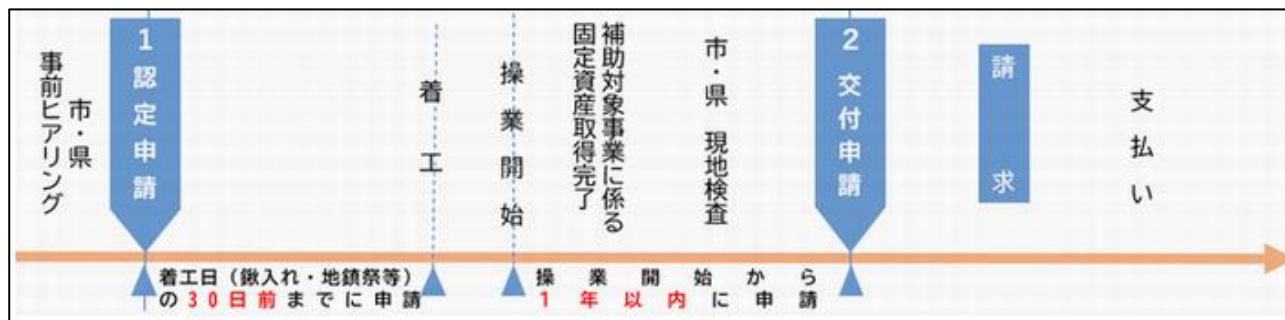 市・県
事前ヒアリング
1 認定申請
着工
操業開始
補助対象事業に係る
固定資産取得完了
市・県 現地検査
2 交付申請
請求
支払い
着工日（鍬入れ・地鎮祭等）
の30日前までに申請
操業開始から
1年以内に申請